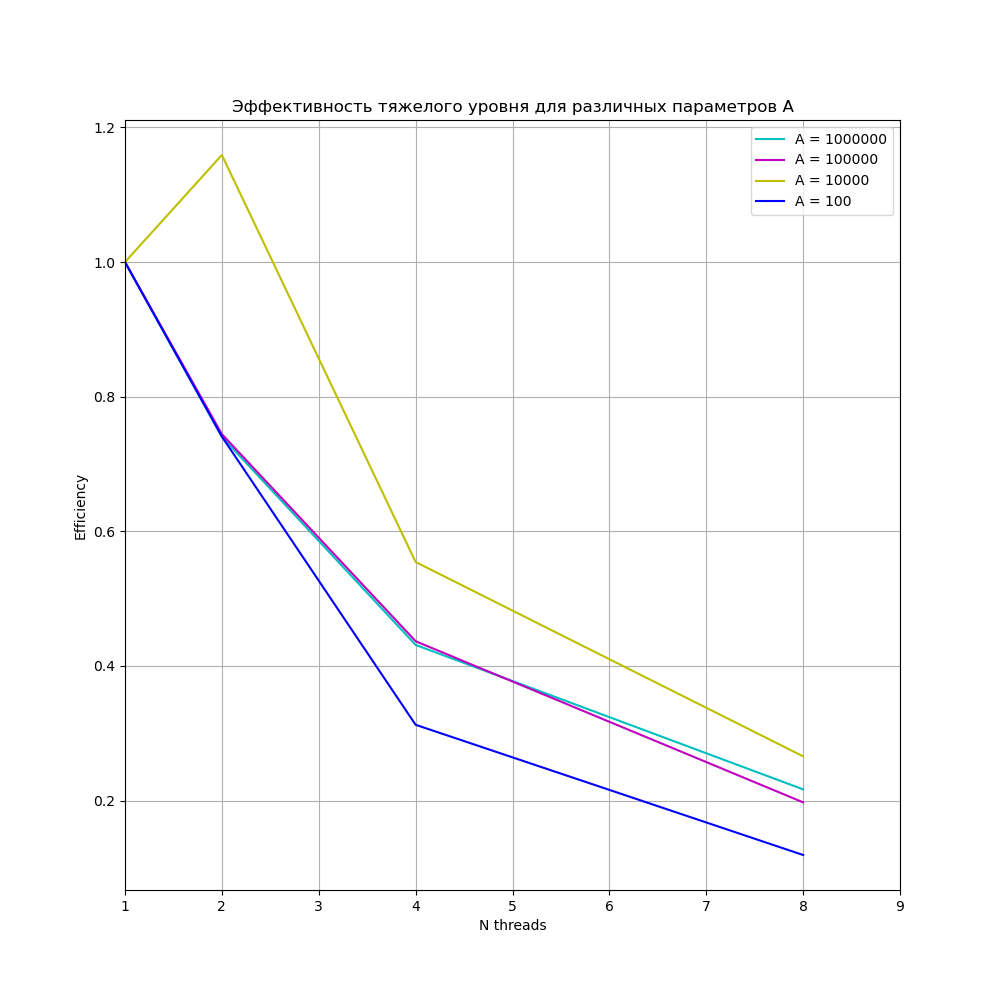 Эффективность тяжелого уровня для различных параметров A
A = 1000000
A = 100000
A = 10000
A = 100
1.2
1.0
0.8
0.6
0.4
0.2
Efficiency
1 2 3 4 5 6 7 8 9
N threads